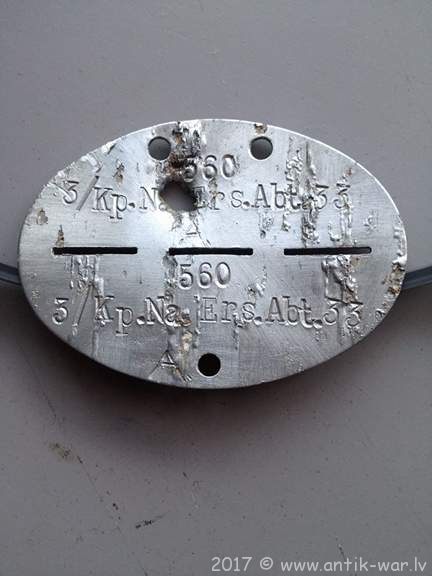 560
3/Kp.Na.Ers.Abt.33
A
560
3/Kp.Na.Ers.Abt.33.
A
2017 © www.antik-war.lv